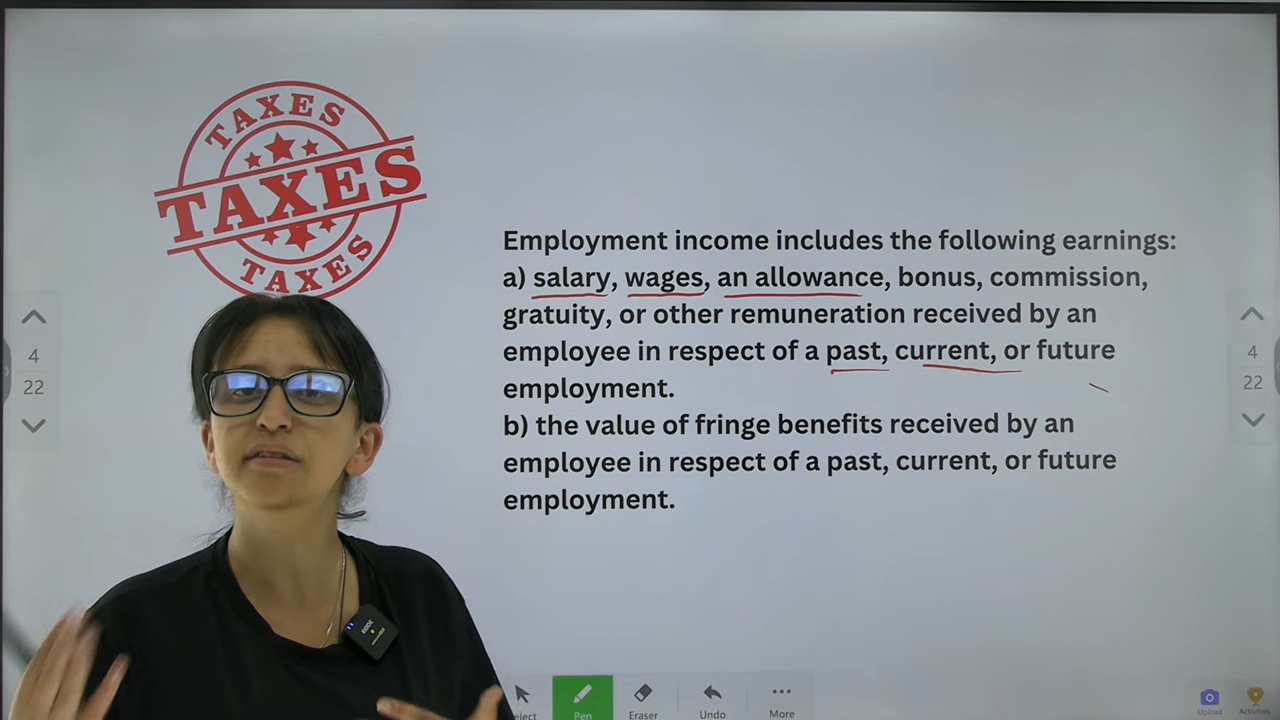 TAXES
TAXES
TAXES
Employment income includes the following earnings:
a) salary, wages, an allowance, bonus, commission,
gratuity, or other remuneration received by an
employee in respect of a past, current, or future
employment.
b) the value of fringe benefits received by an
employee in respect of a past, current, or future
employment.
4
22
4
22
Pen
Eraser
Undo
More
Upload
Activities